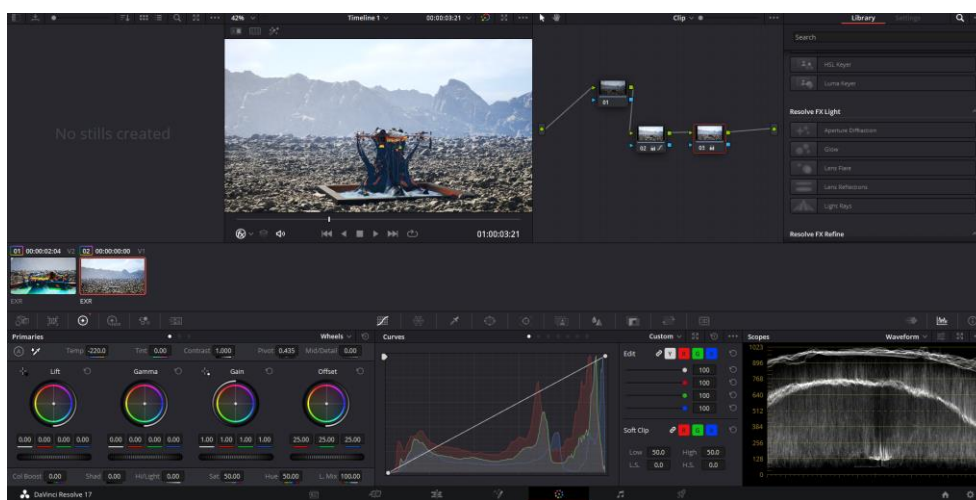 42%
Timeline 1
00:00:03:21
Clip
Library
Settings
Search
HSL Keyer
Luma Keyer
Resolve FX Light
Aperture Diffraction
Glow
Lens Flare
Lens Reflections
Light Rays
Resolve FX Refine
No stills created
01
02
03
01:00:03:21
01 00:00:02:04 V2
02 00:00:00:00 V1
EXR
EXR
Primaries
Wheels
Curves
Custom
Scopes
Waveform
Temp -220.0
Tint 0.00
Contrast 1.000
Pivot 0.435
Mid/Detail 0.00
Lift
Gamma
Gain
Offset
0.00 0.00 0.00 0.00
0.00 0.00 0.00 0.00
1.00 1.00 1.00 1.00
25.00 25.00 25.00
Col Boost 0.00
Shad 0.00
Hi/Light 0.00
Sat 50.00
Hue 50.00
L. Mix 100.00
Edit
Y R G B
100
100
100
100
Soft Clip
R G B
Low 50.0
High 50.0
L.S. 0.0
H.S. 0.0
1023
896
768
640
512
384
256
128
0
DaVinci Resolve 17